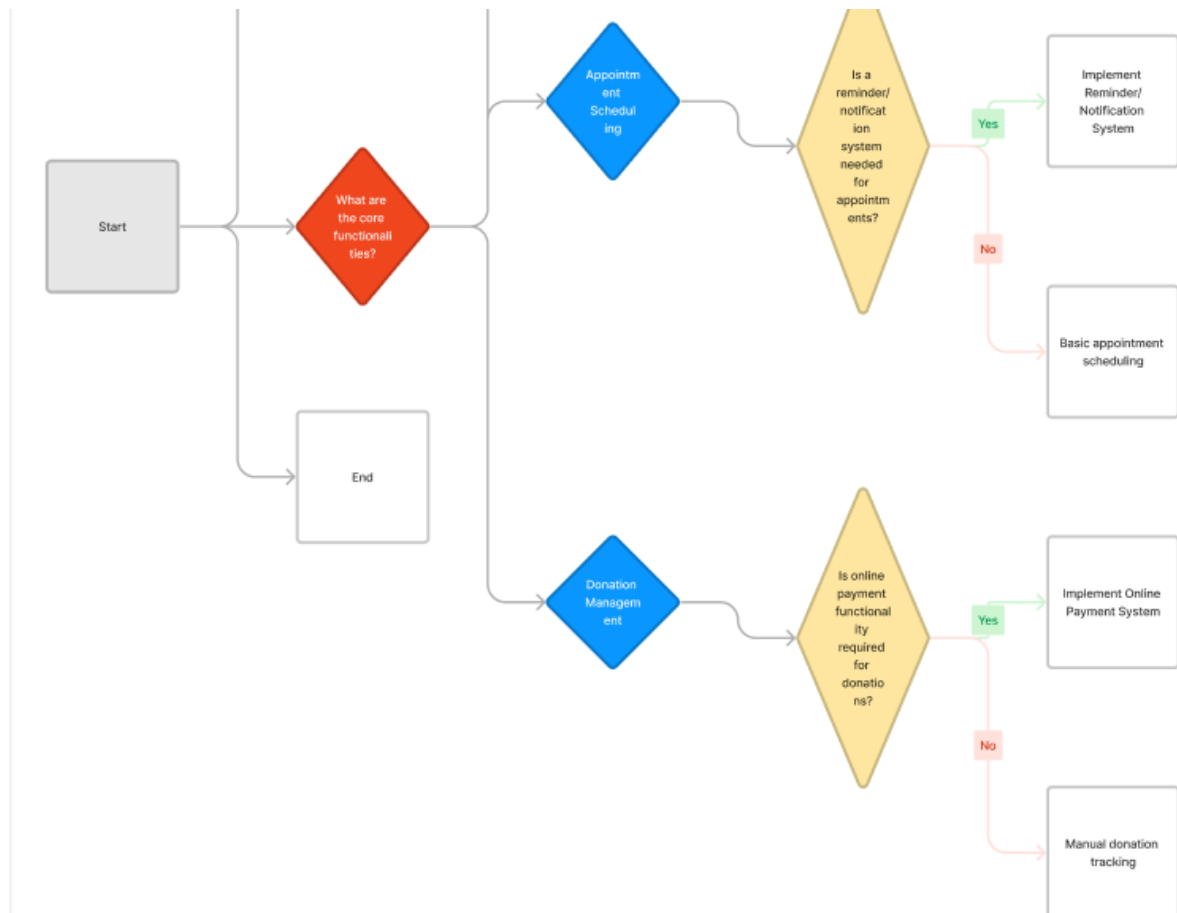 Start
What are
the core
functionali
ties?
End
Appointm
ent
Schedul
ing
Is a
reminder/
notificat
ion
system
needed
for
appointm
ents?
Yes
Implement
Reminder/
Notification
System
No
Basic appointment
scheduling
Donation
Managem
ent
Is online
payment
functional
ity
required
for
donatio
ns?
Yes
Implement Online
Payment System
No
Manual donation
tracking